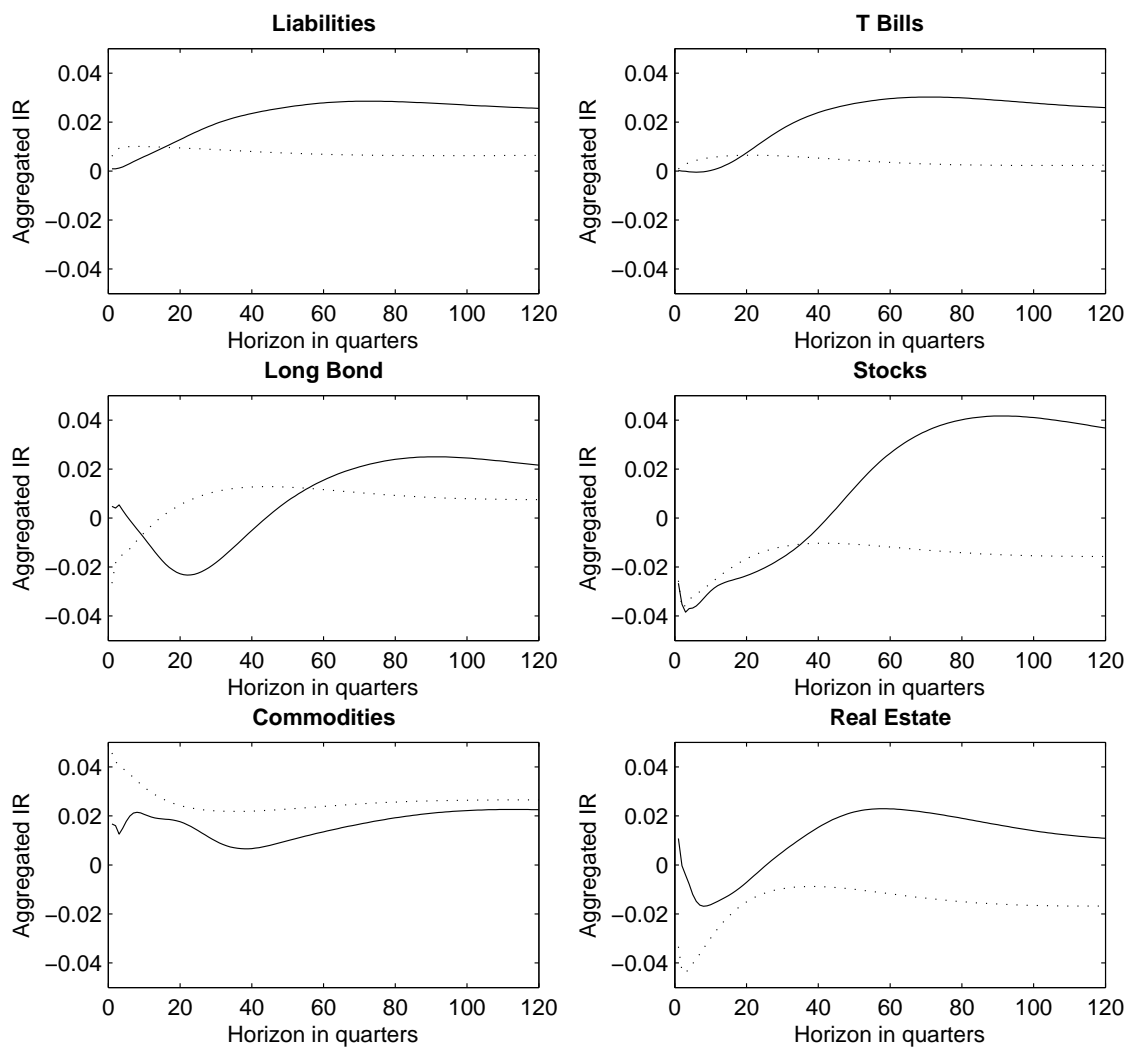 Liabilities
Aggregated IR
0.04
0.02
0
−0.02
−0.04
0 20 40 60 80 100 120
Horizon in quarters
T Bills
Aggregated IR
0.04
0.02
0
−0.02
−0.04
0 20 40 60 80 100 120
Horizon in quarters
Long Bond
Aggregated IR
0.04
0.02
0
−0.02
−0.04
0 20 40 60 80 100 120
Horizon in quarters
Stocks
Aggregated IR
0.04
0.02
0
−0.02
−0.04
0 20 40 60 80 100 120
Horizon in quarters
Commodities
Aggregated IR
0.04
0.02
0
−0.02
−0.04
0 20 40 60 80 100 120
Horizon in quarters
Real Estate
Aggregated IR
0.04
0.02
0
−0.02
−0.04
0 20 40 60 80 100 120
Horizon in quarters